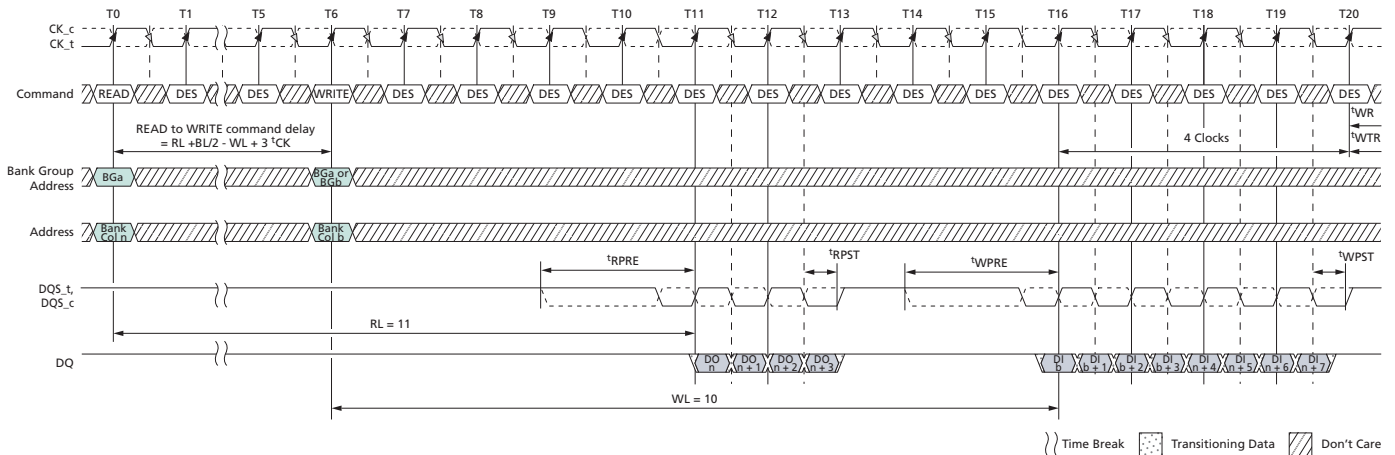 T0 T1 T5 T6 T7 T8 T9 T10 T11 T12 T13 T14 T15 T16 T17 T18 T19 T20
CK_c
CK_t
Command READ DES DES WRITE DES DES DES DES DES DES DES DES DES DES DES DES DES DES
tWR
READ to WRITE command delay
= RL +BL/2 - WL + 3 tCK
4 Clocks
tWTR
Bank Group
Address
BGa
BGa or
BGb
Address
Bank
Col n
Bank
Col b
tRPRE tRPST tWPRE tWPST
DQS_t,
DQS_c
RL = 11
DQ
DO
n
DO
n + 1
DO
n + 2
DO
n + 3
DI
b
DI
b + 1
DI
b + 2
DI
b + 3
DI
n + 4
DI
n + 5
DI
n + 6
DI
n + 7
WL = 10
Time Break Transitioning Data Don't Care